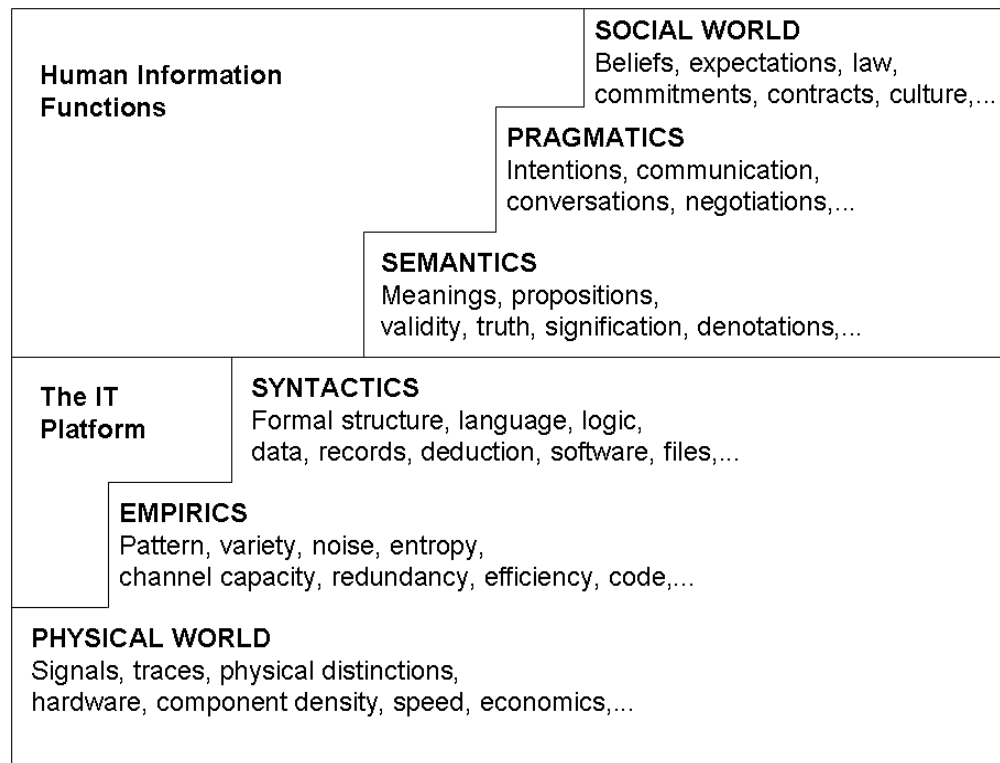 SOCIAL WORLD
Beliefs, expectations, law,
commitments, contracts, culture,...
Human Information
Functions
PRAGMATICS
Intentions, communication,
conversations, negotiations,...
SEMANTICS
Meanings, propositions,
validity, truth, signification, denotations,...
The IT
Platform
SYNTACTICS
Formal structure, language, logic,
data, records, deduction, software, files,...
EMPIRICS
Pattern, variety, noise, entropy,
channel capacity, redundancy, efficiency, code,...
PHYSICAL WORLD
Signals, traces, physical distinctions,
hardware, component density, speed, economics,...